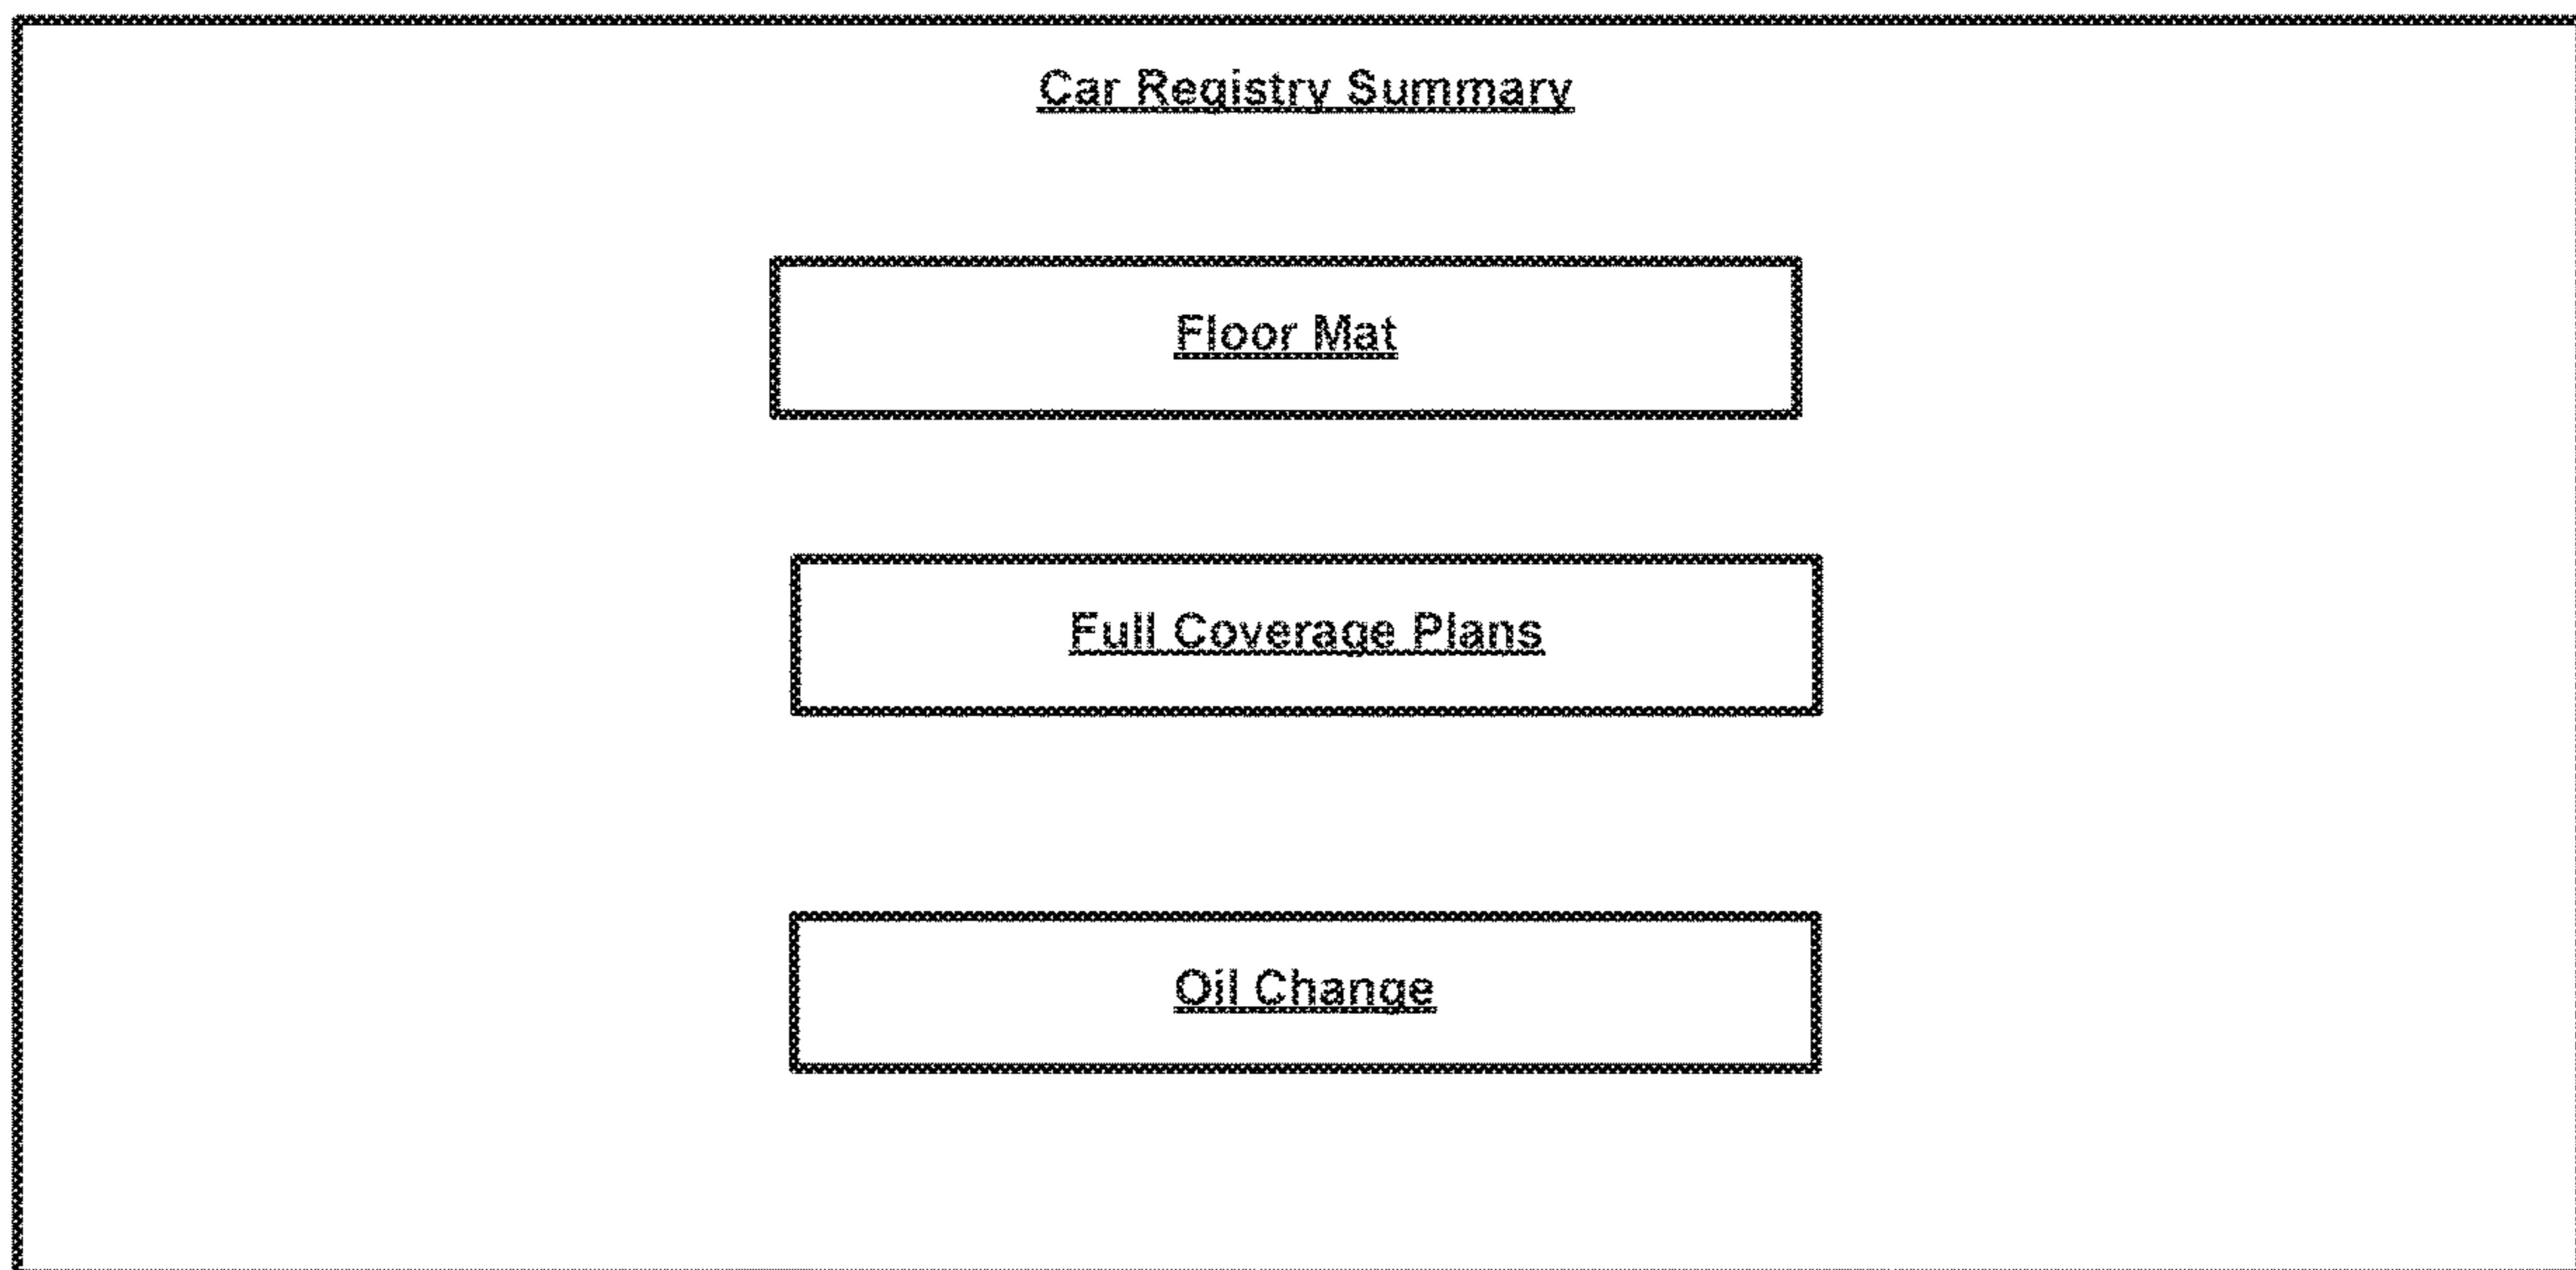 Car Registry Summary
Floor Mat
Full Coverage Plans
Oil Change